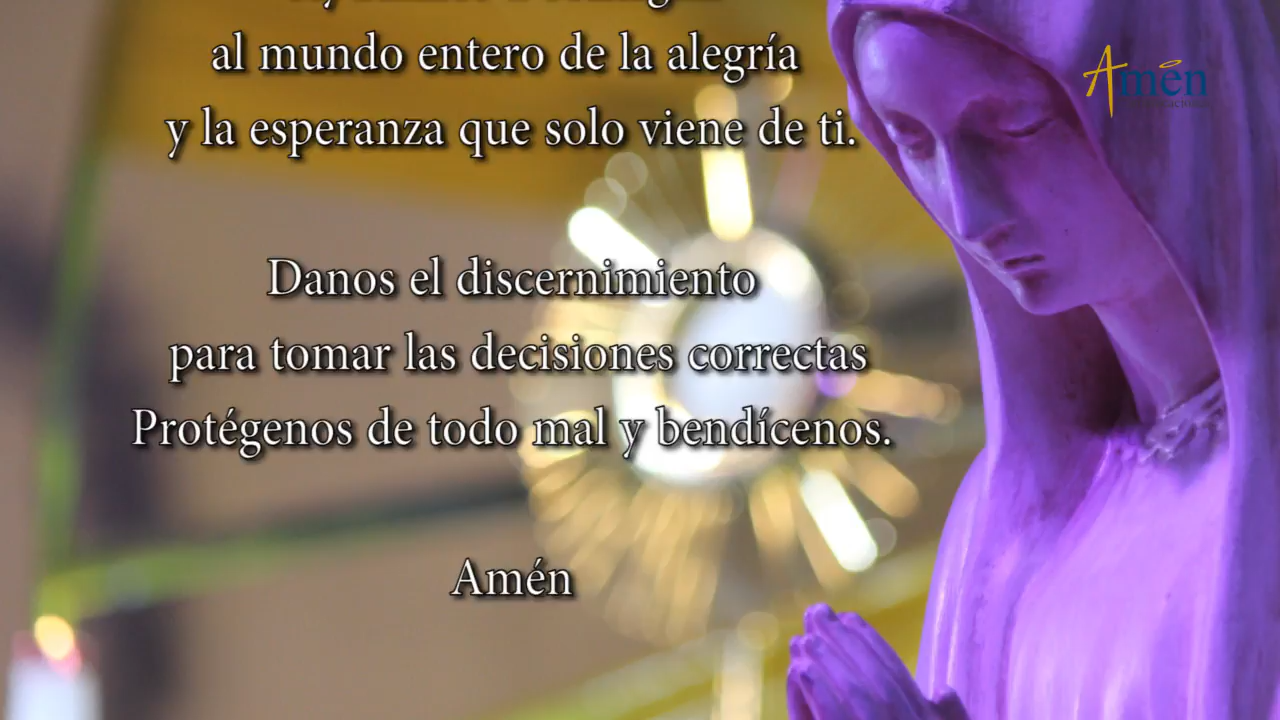 al mundo entero de la alegría
y la esperanza que solo viene de ti.
Danos el discernimiento
para tomar las decisiones correctas
Protégenos de todo mal y bendícenos.
Amén
Amén